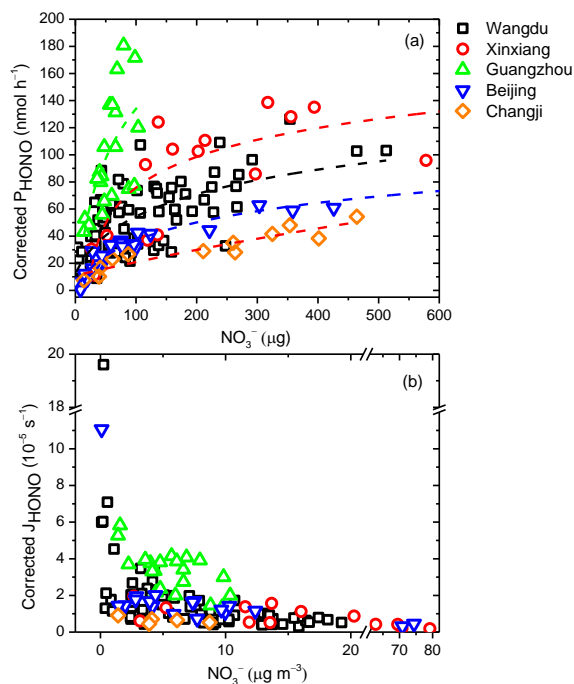 200
180
160
140
120
100
80
60
40
20
0
Corrected P_HONO (nmol h⁻¹)
(a)
0 100 200 300 400 500 600
NO₃⁻ (μg)
Wangdu
Xinxiang
Guangzhou
Beijing
Changji
20
18
12
10
8
6
4
2
0
Corrected J_HONO (10⁻⁵ s⁻¹)
(b)
0 5 10 15 20 70 80
NO₃⁻ (μg m⁻³)